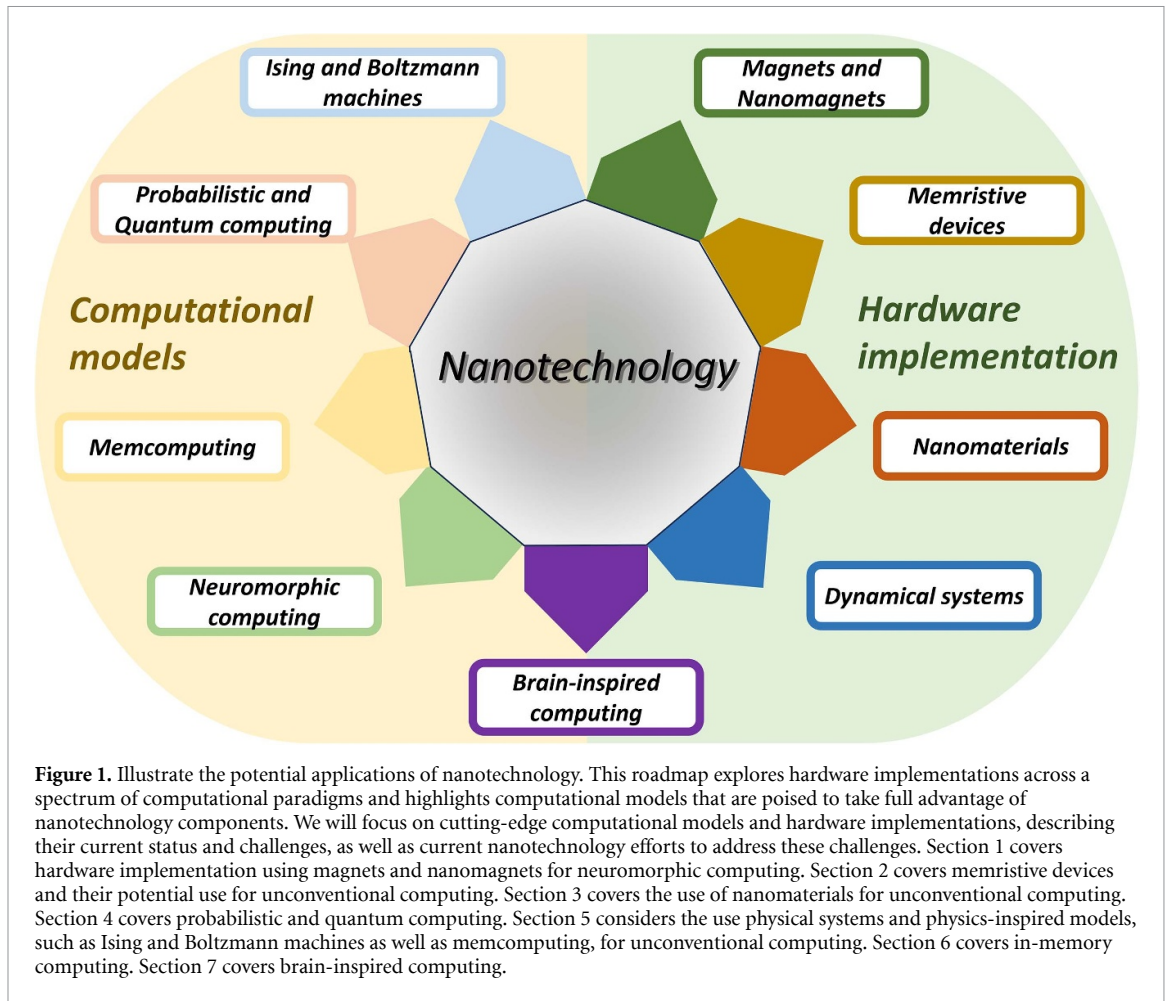 Ising and Boltzmann
machines
Magnets and
Nanomagnets
Probabilistic and
Quantum computing
Memristive
devices
Computational
models
Hardware
implementation
Nanotechnology
Memcomputing
Nanomaterials
Neuromorphic
computing
Dynamical systems
Brain-inspired
computing
Figure 1. Illustrate the potential applications of nanotechnology. This roadmap explores hardware implementations across a
spectrum of computational paradigms and highlights computational models that are poised to take full advantage of
nanotechnology components. We will focus on cutting-edge computational models and hardware implementations, describing
their current status and challenges, as well as current nanotechnology efforts to address these challenges. Section 1 covers
hardware implementation using magnets and nanomagnets for neuromorphic computing. Section 2 covers memristive devices
and their potential use for unconventional computing. Section 3 covers the use of nanomaterials for unconventional computing.
Section 4 covers probabilistic and quantum computing. Section 5 considers the use physical systems and physics-inspired models,
such as Ising and Boltzmann machines as well as memcomputing, for unconventional computing. Section 6 covers in-memory
computing. Section 7 covers brain-inspired computing.